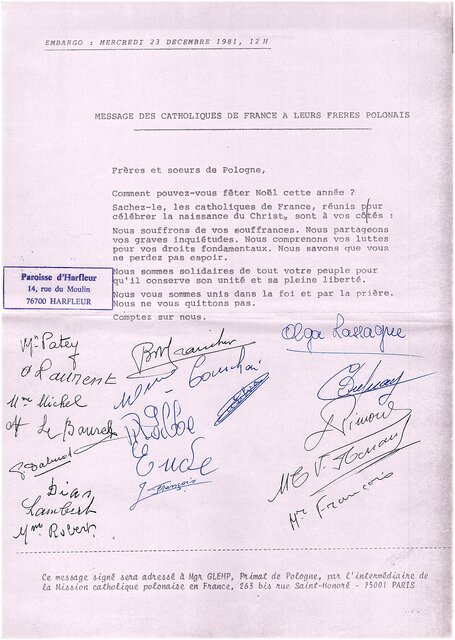 EMBARGO : MERCREDI 23 DECEMBRE 1981, 12 H
MESSAGE DES CATHOLIQUES DE FRANCE A LEURS FRERES POLONAIS
Frères et soeurs de Pologne,
Comment pouvez-vous fêter Noël cette année ?
Sachez-le, les catholiques de France, réunis pour
célébrer la naissance du Christ, sont à vos côtés :
Nous souffrons de vos souffrances. Nous partageons
vos graves inquiétudes. Nous comprenons vos luttes
pour vos droits fondamentaux. Nous savons que vous
ne perdez pas espoir.
Nous sommes solidaires de tout votre peuple pour
qu'il conserve son unité et sa pleine liberté.
Nous vous sommes unis dans la foi et par la prière.
Nous ne vous quittons pas.
Comptez sur nous.
Paroisse d'Harfleur
14, rue du Moulin
76700 HARFLEUR
Olga Lassagne
Mr Patey
Laurent
Mme Michel
Eude
J. François
Lambert
Mme Robert
Mr François
Ce message signé sera adressé à Mgr GLEMP, Primat de Pologne, par l'intermédiaire de
la Mission catholique polonaise en France, 263 bis rue Saint-Honoré - 75001 PARIS